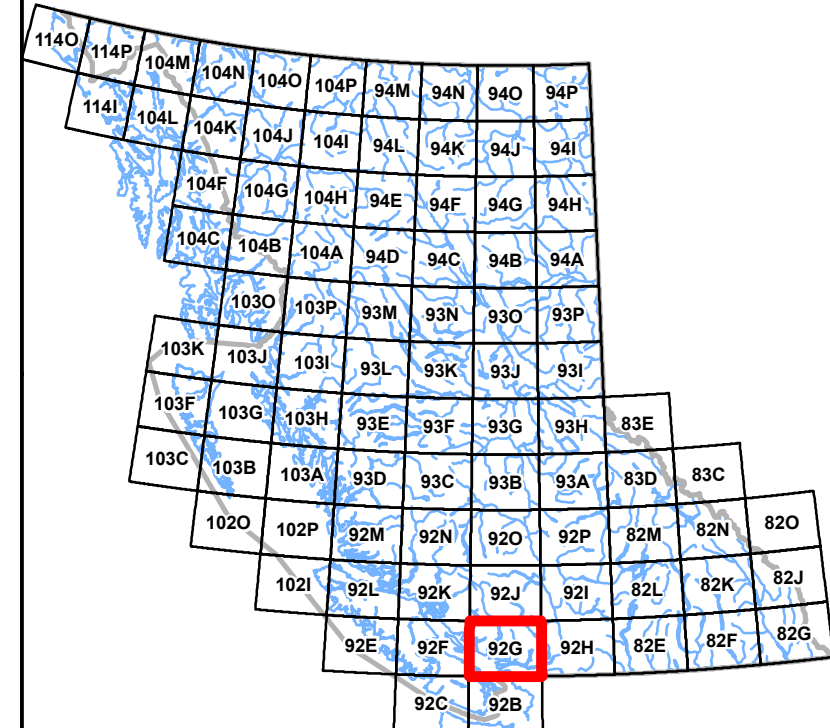 114O 114P 104M 104N 104O 104P 94M 94N 94O 94P
114I 104L 104K 104J 104I 94L 94K 94J 94I
104F 104G 104H 94E 94F 94G 94H
104C 104B 104A 94D 94C 94B 94A
103O 103P 93M 93N 93O 93P
103K 103J 103I 93L 93K 93J 93I
103F 103G 103H 93E 93F 93G 93H 83E
103C 103B 103A 93D 93C 93B 93A 83D 83C
102O 102P 92M 92N 92O 92P 82M 82N 82O
102I 92L 92K 92J 92I 82L 82K 82J
92E 92F 92G 92H 82E 82F 82G
92C 92B